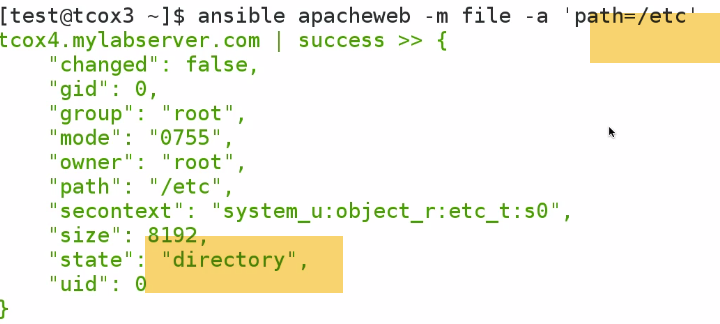 [test@tcox3 ~]$ ansible apacheweb -m file -a 'path=/etc'
tcox4.mylabserver.com | success >> {
    "changed": false,
    "gid": 0,
    "group": "root",
    "mode": "0755",
    "owner": "root",
    "path": "/etc",
    "secontext": "system_u:object_r:etc_t:s0",
    "size": 8192,
    "state": "directory",
    "uid": 0
}